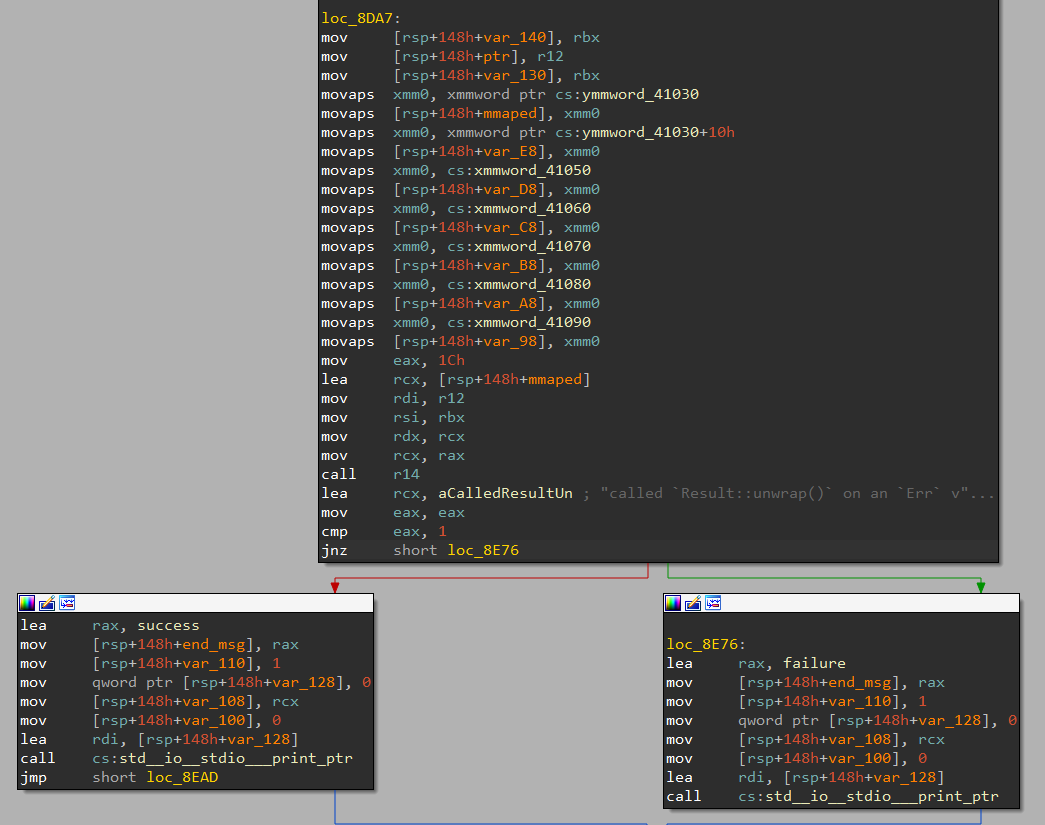 loc_8DA7:
mov [rsp+148h+var_140], rbx
mov [rsp+148h+ptr], r12
mov [rsp+148h+var_130], rbx
movaps xmm0, xmmword ptr cs:ymmword_41030
movaps [rsp+148h+mmaped], xmm0
movaps xmm0, xmmword ptr cs:ymmword_41030+10h
movaps [rsp+148h+var_E8], xmm0
movaps xmm0, cs:xmmword_41050
movaps [rsp+148h+var_D8], xmm0
movaps xmm0, cs:xmmword_41060
movaps [rsp+148h+var_C8], xmm0
movaps xmm0, cs:xmmword_41070
movaps [rsp+148h+var_B8], xmm0
movaps xmm0, cs:xmmword_41080
movaps [rsp+148h+var_A8], xmm0
movaps xmm0, cs:xmmword_41090
movaps [rsp+148h+var_98], xmm0
mov eax, 1Ch
lea rcx, [rsp+148h+mmaped]
mov rdi, r12
mov rsi, rbx
mov rdx, rcx
mov rcx, rax
call r14
lea rcx, aCalledResultUn ; "called `Result::unwrap()` on an `Err` v"...
mov eax, eax
cmp eax, 1
jnz short loc_8E76
lea rax, success
mov [rsp+148h+end_msg], rax
mov [rsp+148h+var_110], 1
mov qword ptr [rsp+148h+var_128], 0
mov [rsp+148h+var_108], rcx
mov [rsp+148h+var_100], 0
lea rdi, [rsp+148h+var_128]
call cs:std__io__stdio___print_ptr
jmp short loc_8EAD
loc_8E76:
lea rax, failure
mov [rsp+148h+end_msg], rax
mov [rsp+148h+var_110], 1
mov qword ptr [rsp+148h+var_128], 0
mov [rsp+148h+var_108], rcx
mov [rsp+148h+var_100], 0
lea rdi, [rsp+148h+var_128]
call cs:std__io__stdio___print_ptr